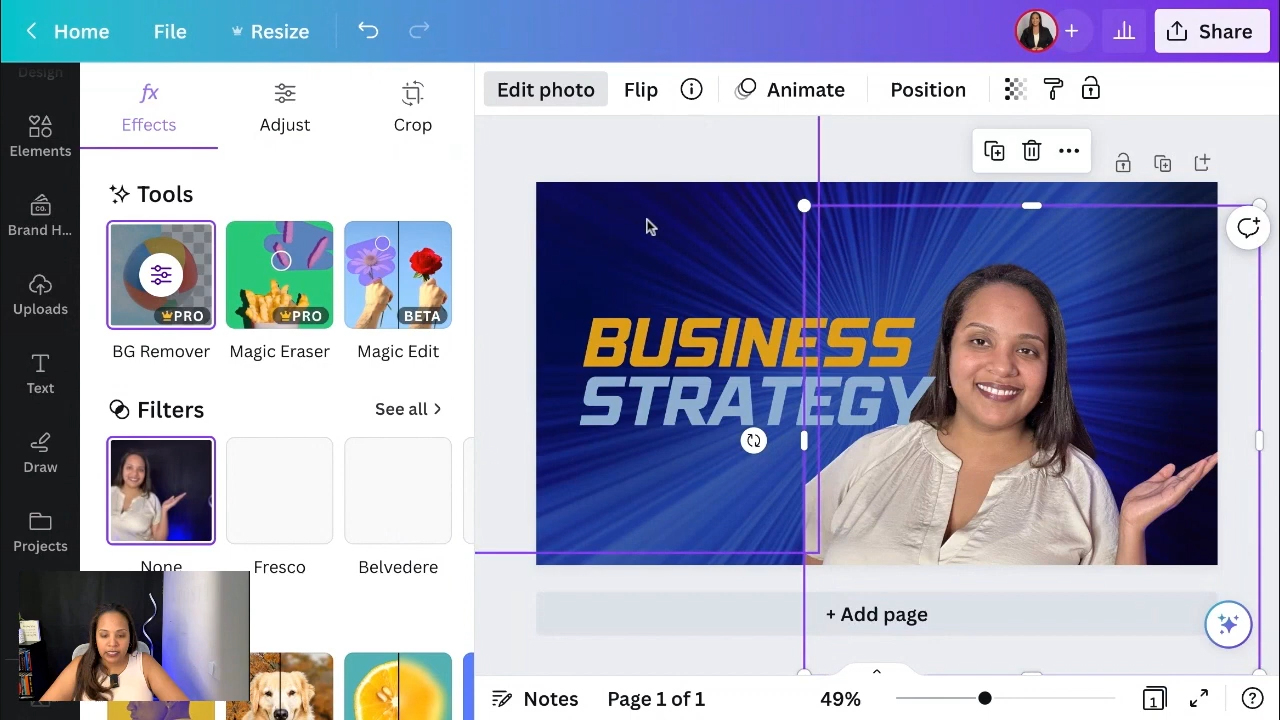 Home File Resize Share
Design
Elements
Brand H...
Uploads
Text
Draw
Projects
Effects Adjust Crop
Tools
PRO PRO BETA
BG Remover Magic Eraser Magic Edit
Filters See all
None Fresco Belvedere
Edit photo Flip Animate Position
BUSINESS
STRATEGY
+ Add page
Notes Page 1 of 1 49% 1